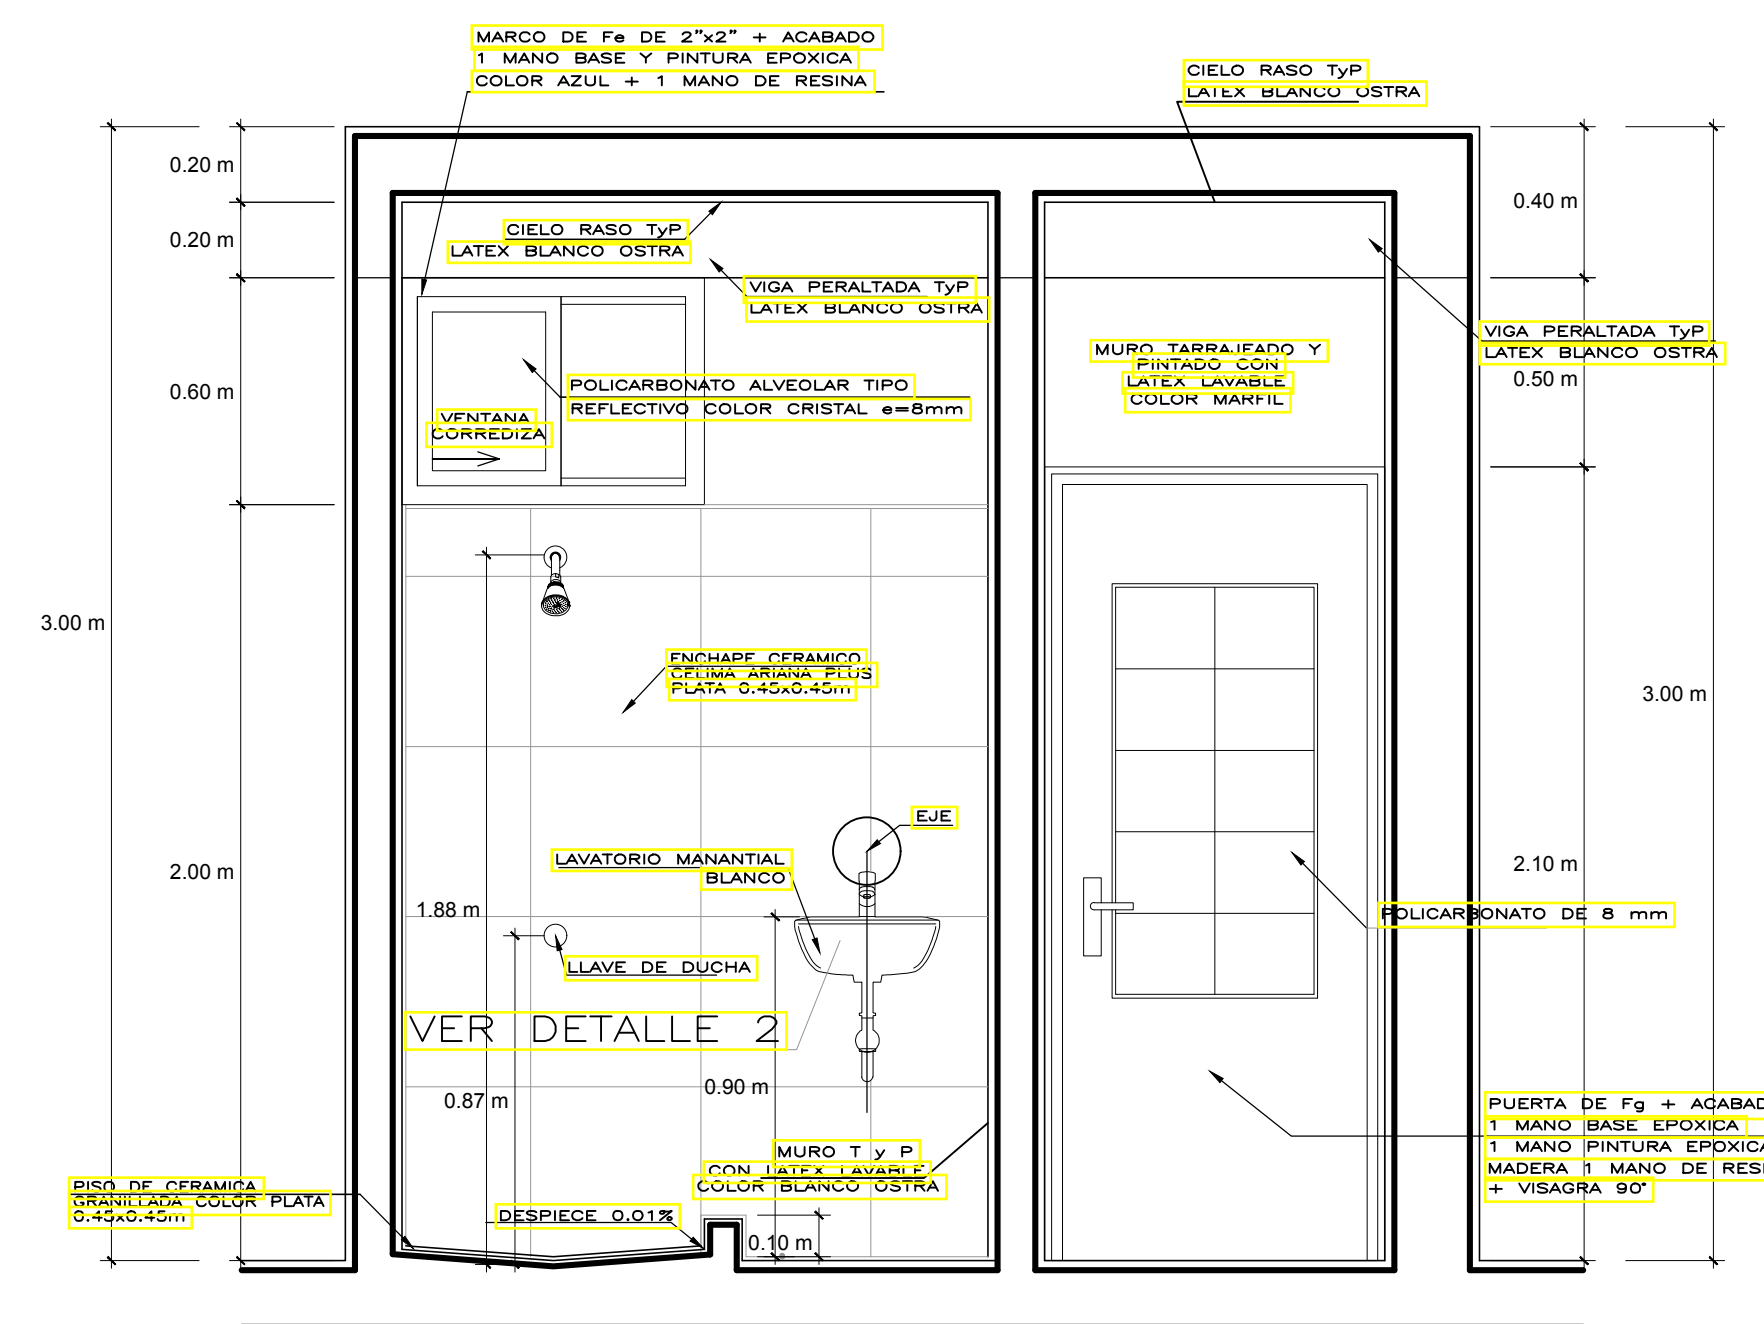 MARCO DE Fe DE 2"x2" + ACABADO
1 MANO BASE Y PINTURA EPOXICA
COLOR AZUL + 1 MANO DE RESINA
CIELO RASO TyP
LATEX BLANCO OSTRA
0.20 m
0.20 m
0.60 m
3.00 m
2.00 m
CIELO RASO TyP
LATEX BLANCO OSTRA
VIGA PERALTADA TyP
LATEX BLANCO OSTRA
POLICARBONATO ALVEOLAR TIPO
REFLECTIVO COLOR CRISTAL e=8mm
VENTANA
CORREDIZA
MURO TARRAJEADO Y
PINTADO CON
LATEX LAVABLE
COLOR MARFIL
0.40 m
VIGA PERALTADA TyP
LATEX BLANCO OSTRA
0.50 m
3.00 m
2.10 m
ENCHAPE CERAMICO
CELIMA ARIANA PLUS
PLATA 0.45x0.45m
EJE
LAVATORIO MANANTIAL
BLANCO
1.88 m
LLAVE DE DUCHA
VER DETALLE 2
0.90 m
0.87 m
POLICARBONATO DE 8 mm
PUERTA DE Fg + ACABAD
1 MANO BASE EPOXICA
1 MANO PINTURA EPOXICA
MADERA 1 MANO DE RESI
+ VISAGRA 90°
MURO T y P
CON LATEX LAVABLE
COLOR BLANCO OSTRA
PISO DE CERAMICA
GRANILLADA COLOR PLATA
0.45x0.45m
DESPIECE 0.01%
0.10 m